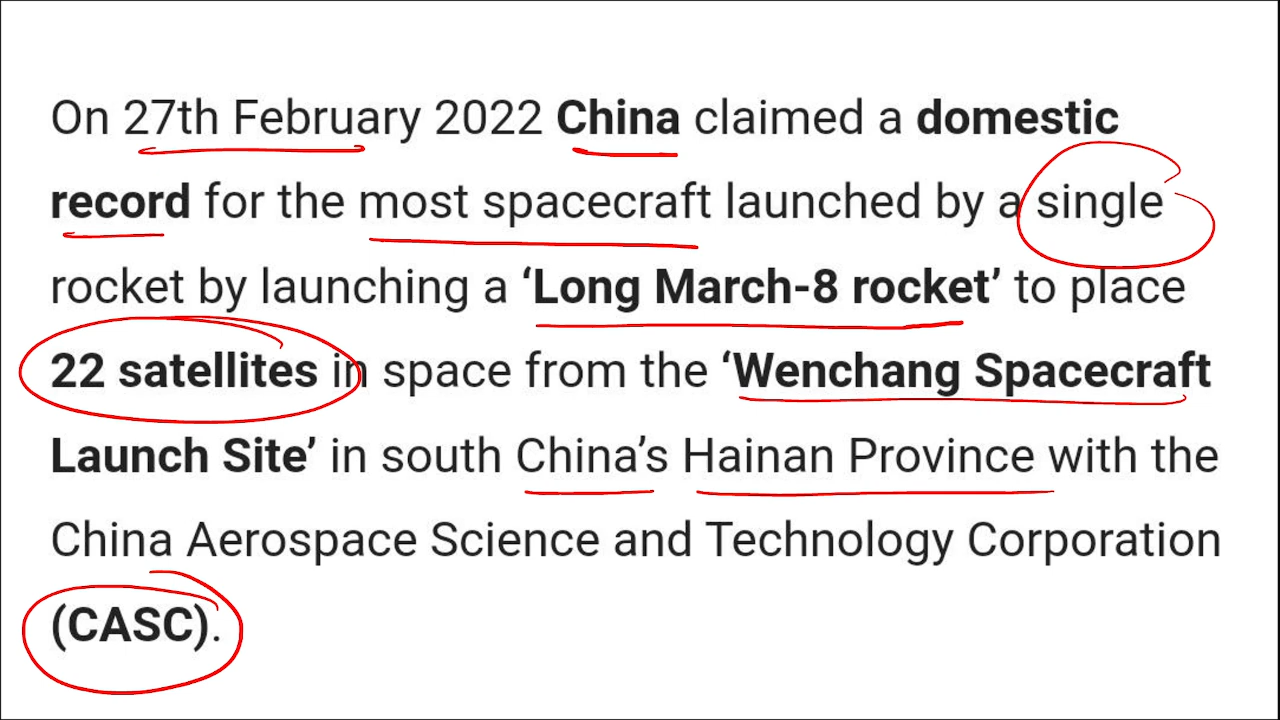 On 27th February 2022 China claimed a domestic
record for the most spacecraft launched by a single
rocket by launching a ‘Long March-8 rocket’ to place
22 satellites in space from the ‘Wenchang Spacecraft
Launch Site’ in south China’s Hainan Province with the
China Aerospace Science and Technology Corporation
(CASC).